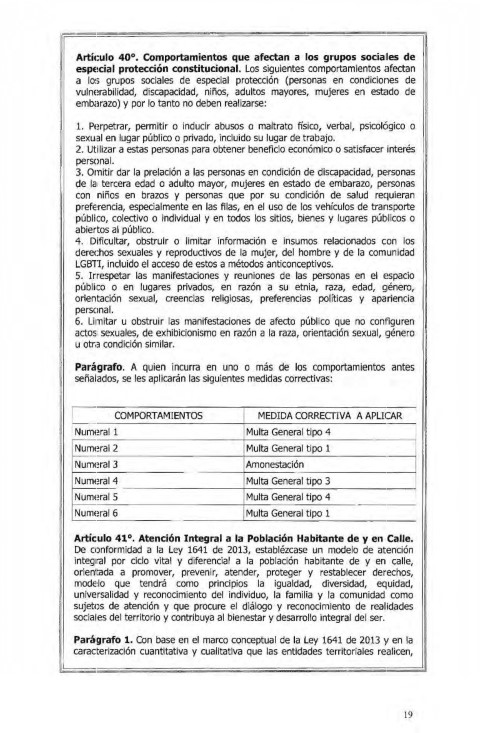 Artículo 40°. Comportamientos que afectan a los grupos sociales de
especial protección constitucional. Los siguientes comportamientos afectan
a los grupos sociales de especial protección (personas en condiciones de
vulnerabilidad, discapacidad, niños, adultos mayores, mujeres en estado de
embarazo) y por lo tanto no deben realizarse:
1. Perpetrar, permitir o inducir abusos o maltrato físico, verbal, psicológico o
sexual en lugar público o privado, incluido su lugar de trabajo.
2. Utilizar a estas personas para obtener beneficio económico o satisfacer interés
personal.
3. Omitir dar la prelación a las personas en condición de discapacidad, personas
de la tercera edad o adulto mayor, mujeres en estado de embarazo, personas
con niños en brazos y personas que por su condición de salud requieran
preferencia, especialmente en las filas, en el uso de los vehículos de transporte
público, colectivo o individual y en todos los sitios, bienes y lugares públicos o
abiertos al público.
4. Dificultar, obstruir o limitar información e insumos relacionados con los
derechos sexuales y reproductivos de la mujer, del hombre y de la comunidad
LGBTI, incluido el acceso de estos a métodos anticonceptivos.
5. Irrespetar las manifestaciones y reuniones de las personas en el espacio
público o en lugares privados, en razón a su etnia, raza, edad, género,
orientación sexual, creencias religiosas, preferencias políticas y apariencia
personal.
6. Limitar u obstruir las manifestaciones de afecto público que no configuren
actos sexuales, de exhibicionismo en razón a la raza, orientación sexual, género
u otra condición similar.
Parágrafo. A quien incurra en uno o más de los comportamientos antes
señalados, se les aplicarán las siguientes medidas correctivas:
COMPORTAMIENTOS MEDIDA CORRECTIVA A APLICAR
Numeral 1 Multa General tipo 4
Numeral 2 Multa General tipo 1
Numeral 3 Amonestación
Numeral 4 Multa General tipo 3
Numeral 5 Multa General tipo 4
Numeral 6 Multa General tipo 1
Artículo 41°. Atención Integral a la Población Habitante de y en Calle.
De conformidad a la Ley 1641 de 2013, establézcase un modelo de atención
integral por ciclo vital y diferencial a la población habitante de y en calle,
orientada a promover, prevenir, atender, proteger y restablecer derechos,
modelo que tendrá como principios la igualdad, diversidad, equidad,
universalidad y reconocimiento del individuo, la familia y la comunidad como
sujetos de atención y que procure el diálogo y reconocimiento de realidades
sociales del territorio y contribuya al bienestar y desarrollo integral del ser.
Parágrafo 1. Con base en el marco conceptual de la Ley 1641 de 2013 y en la
caracterización cuantitativa y cualitativa que las entidades territoriales realicen,
19